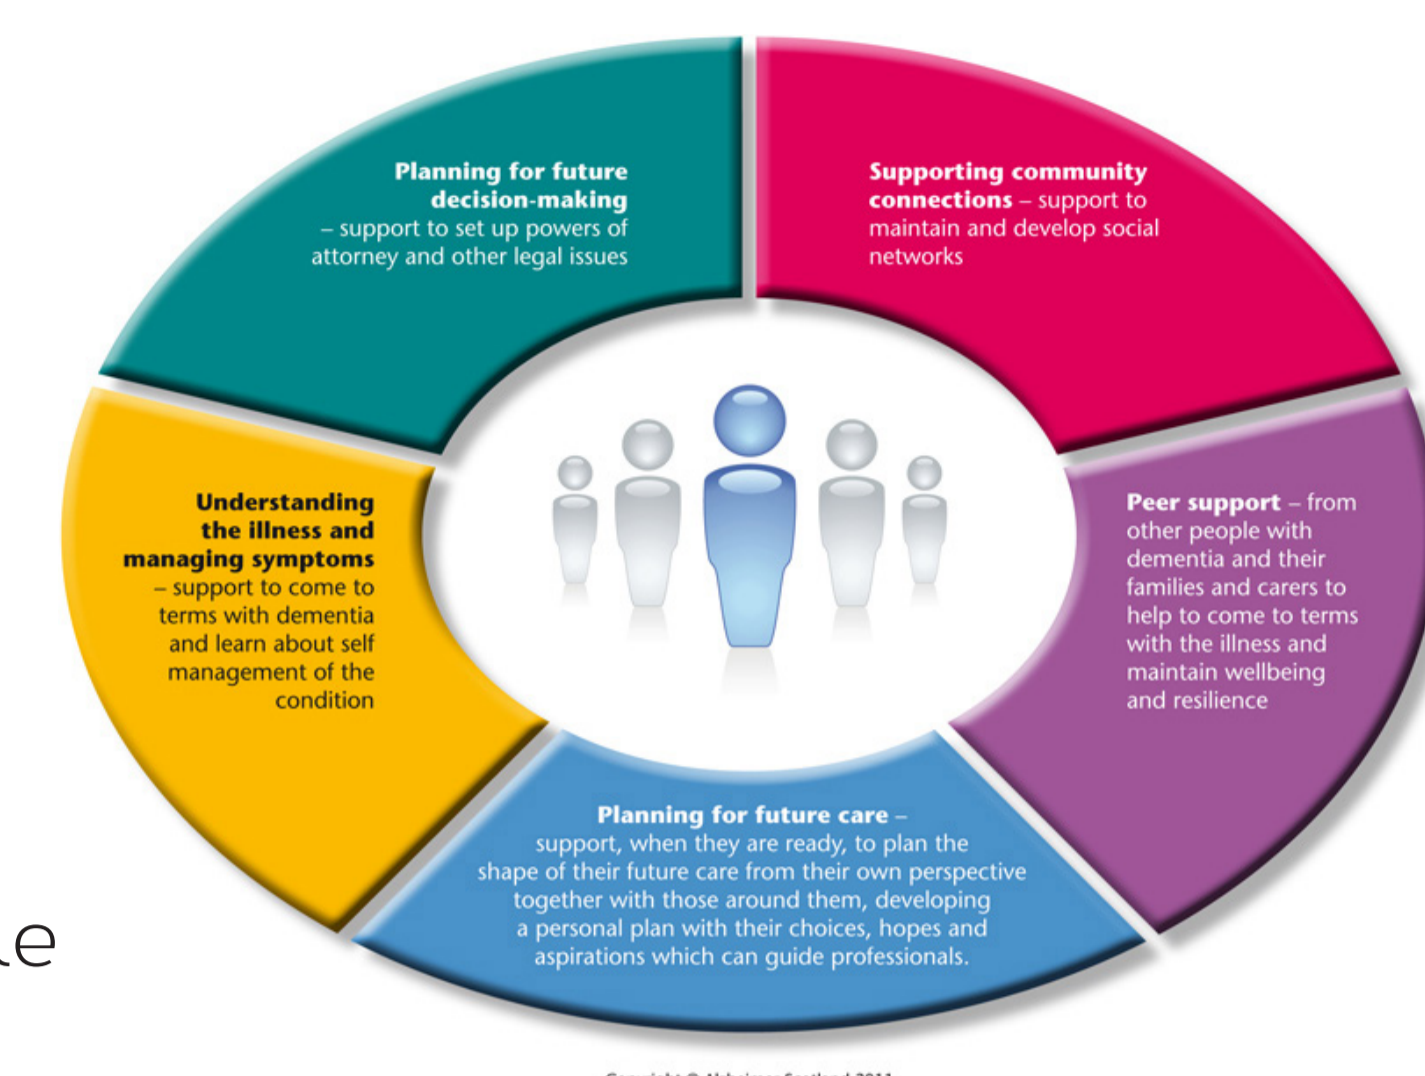 Planning for future
decision-making
– support to set up powers of
attorney and other legal issues
Supporting community
connections – support to
maintain and develop social
networks
Understanding
the illness and
managing symptoms
– support to come to
terms with dementia
and learn about self
management of the
condition
Peer support – from
other people with
dementia and their
families and carers to
help to come to terms
with the illness and
maintain wellbeing
and resilience
Planning for future care –
support, when they are ready, to plan the
shape of their future care from their own perspective
together with those around them, developing
a personal plan with their choices, hopes and
aspirations which can guide professionals.